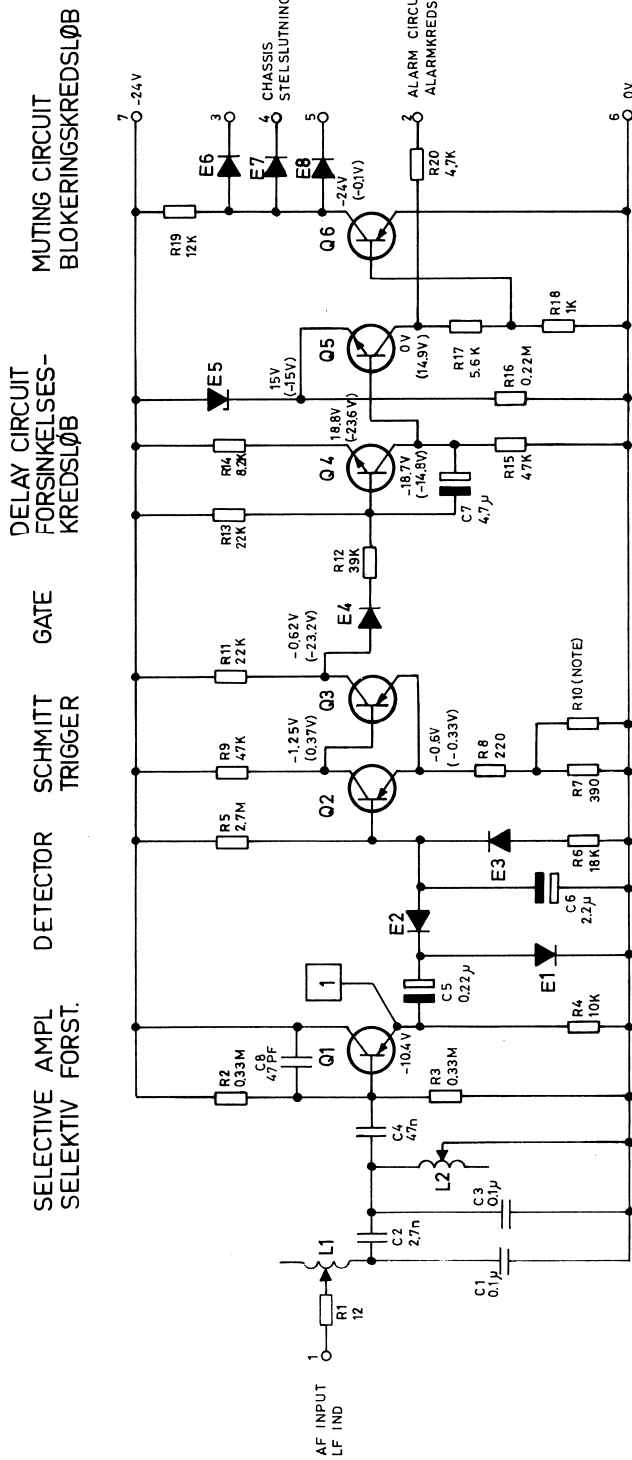 SELECTIVE AMPL
SELEKTIV FORST.
DETECTOR
SCHMITT
TRIGGER
GATE
DELAY CIRCUIT
FORSINKELSES-
KREDSLØB
MUTING CIRCUIT
BLOKERINGSKREDSLØB
AF INPUT
LF IND
1
R1
12
L1
C1
0.1µ
C2
2.7n
C3
0.1µ
L2
C4
47n
R2
0.33M
C8
47PF
Q1
-10.4V
R3
0.33M
1
R4
10K
C5
0.22µ
E1
E2
C6
2.2µ
E3
R6
18K
R5
2.7M
Q2
R9
47K
-1.25V
(0.37V)
Q3
-0.6V
(-0.33V)
R8
220
R7
390
R10 (NOTE)
R11
22K
-0.62V
(-23.2V)
E4
R12
39K
R13
22K
R14
8.2K
18.8V
(-23.6V)
Q4
-18.7V
(-14.8V)
C7
4.7µ
R15
47K
E5
15V
(-15V)
Q5
0V
(14.9V)
R16
0.22M
R17
5.6K
R18
1K
R19
12K
Q6
-24V
(-0.1V)
E6
E7
E8
R20
4.7K
7
-24V
3
4
CHASSIS
STELSLUTNING
5
2
ALARM CIRCU
ALARMKREDS
6
0V